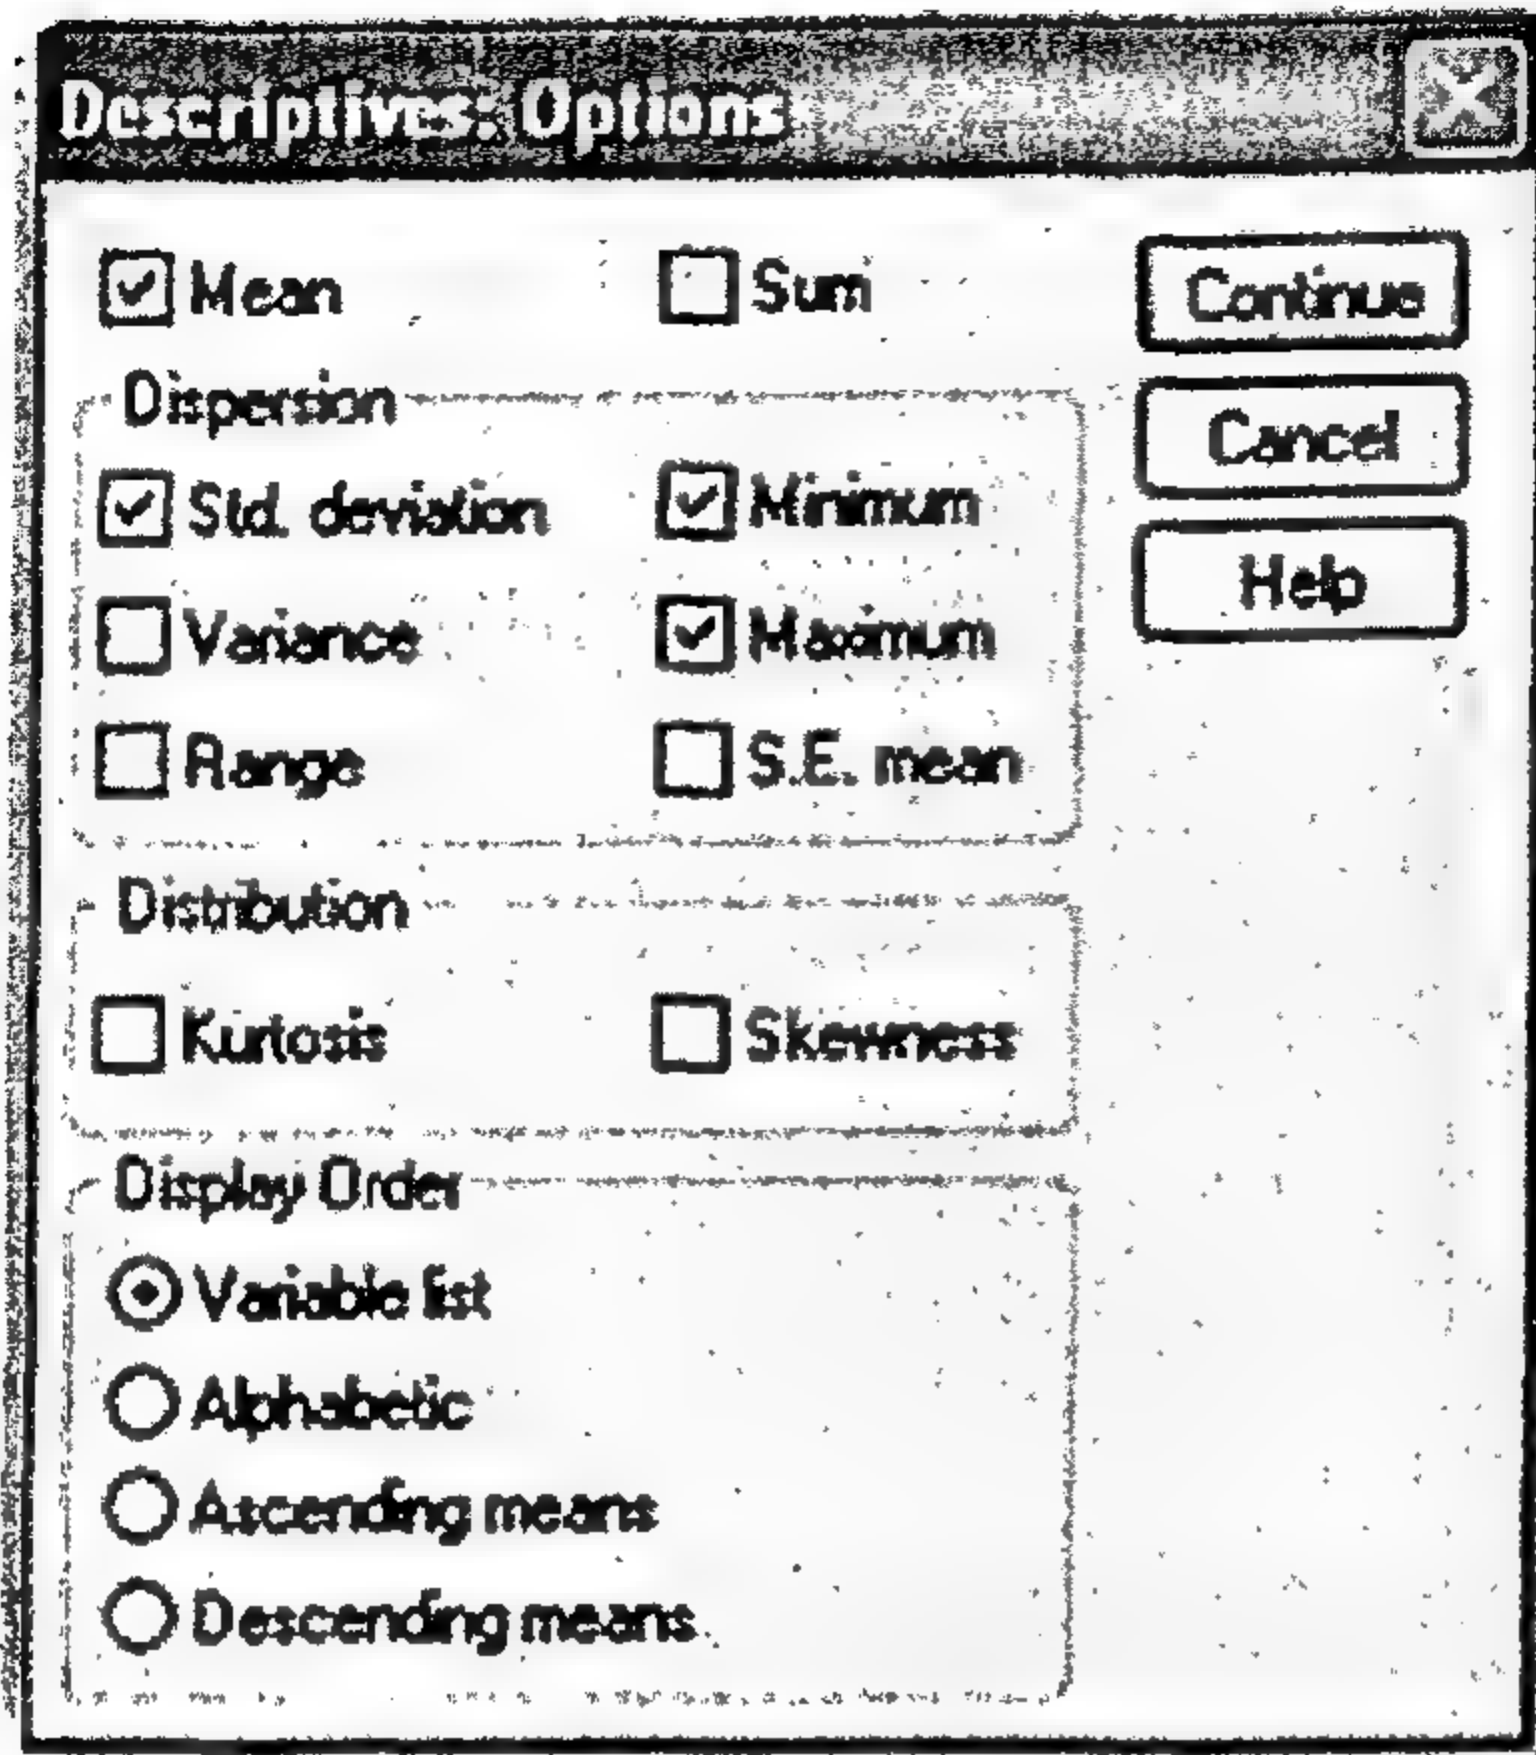 Descriptives: Options
Mean Sum
Continue
Dispersion
Cancel
Std. deviation Minimum
Help
Variance Maximum
Range S.E. mean
Distribution
Kurtosis Skewness
Display Order
Variable list
Alphabetic
Ascending means
Descending means